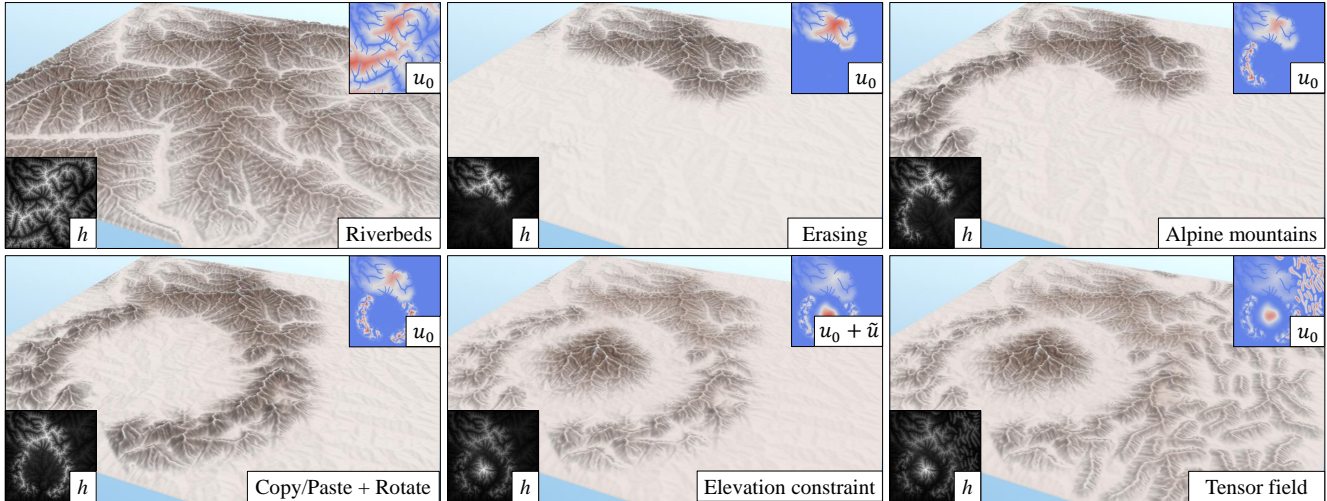 u₀
h
Riverbeds
u₀
h
Erasing
u₀
h
Alpine mountains
u₀
h
Copy/Paste + Rotate
u₀ + ũ
h
Elevation constraint
u₀
h
Tensor field